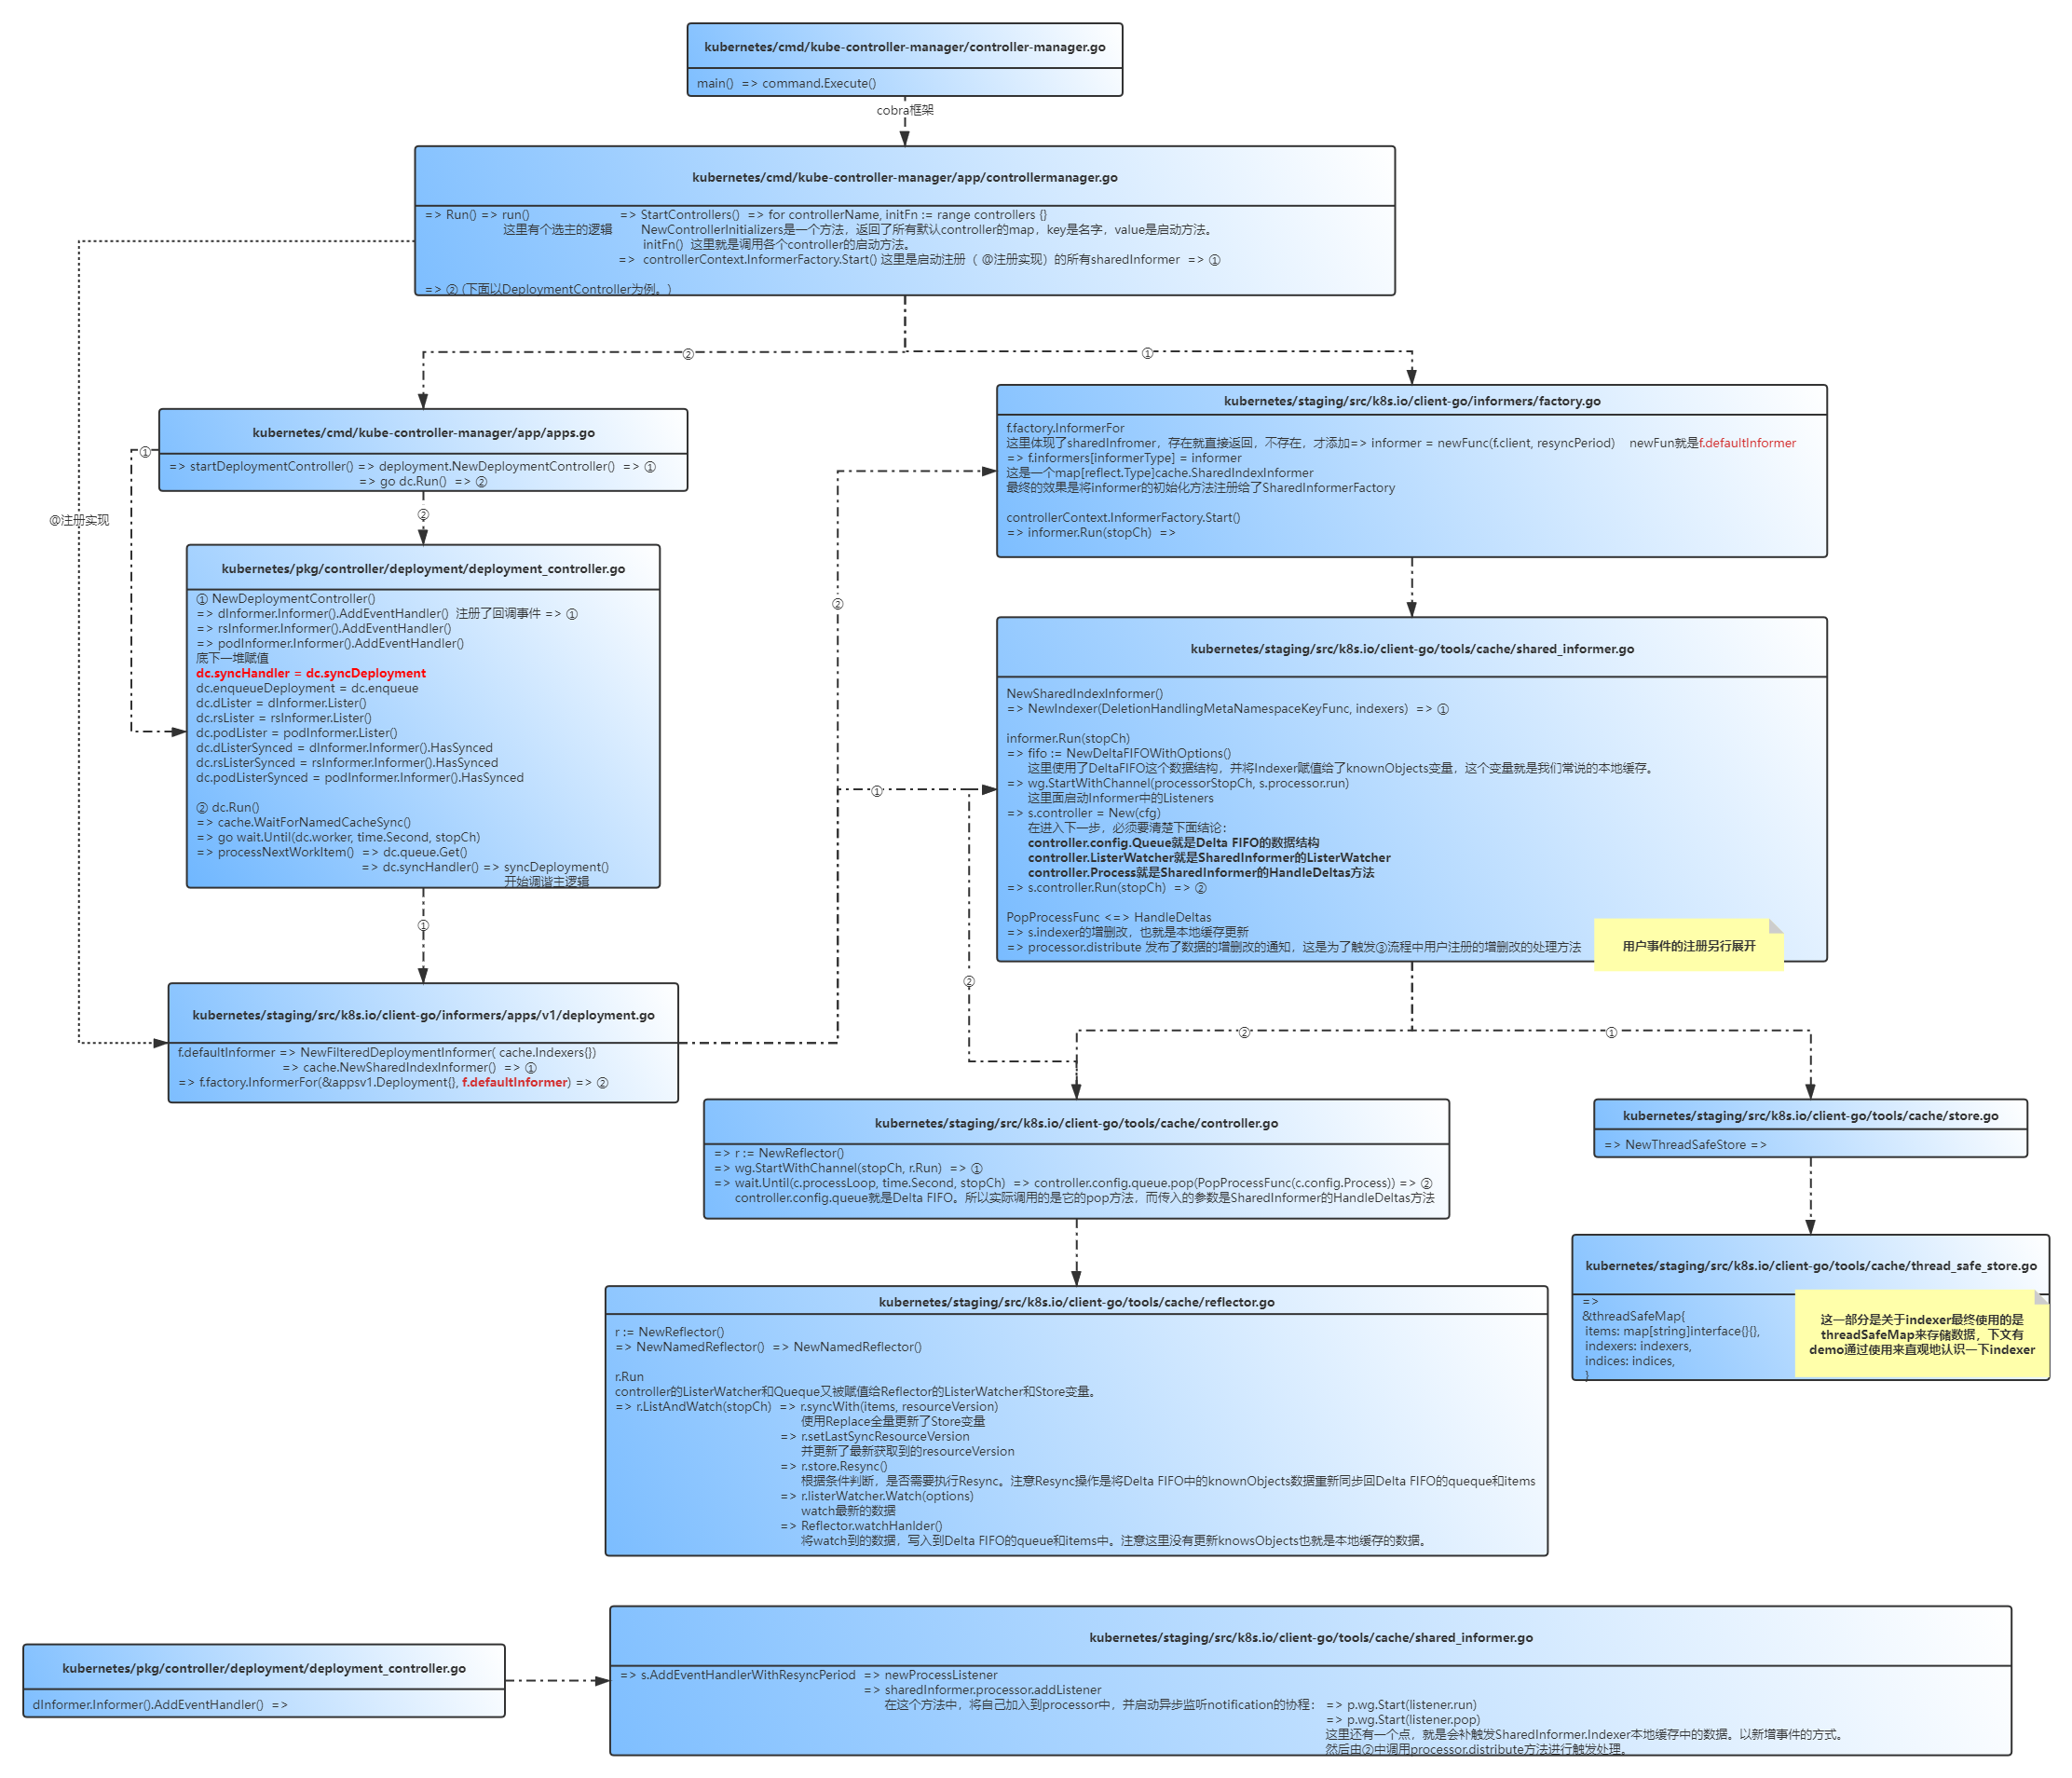 kubernetes/cmd/kube-controller-manager/controller-manager.go
main()  => command.Execute()
cobra框架
kubernetes/cmd/kube-controller-manager/app/controllermanager.go
=> Run() => run()  => StartControllers()  => for controllerName, initFn := range controllers {}
这里有个选主的逻辑  NewControllerInitializers是一个方法，返回了所有默认controller的map，key是名字，value是启动方法。
initFn()  这里就是调用各个controller的启动方法。
=>  controllerContext.InformerFactory.Start() 这里是启动注册（ @注册实现）的所有sharedInformer  => ①
=> ② (下面以DeploymentController为例。)
②
①
kubernetes/cmd/kube-controller-manager/app/apps.go
=> startDeploymentController() => deployment.NewDeploymentController()  => ①
=> go dc.Run()  => ②
①
@注册实现
②
kubernetes/pkg/controller/deployment/deployment_controller.go
① NewDeploymentController()
=> dInformer.Informer().AddEventHandler()  注册了回调事件 => ①
=> rsInformer.Informer().AddEventHandler()
=> podInformer.Informer().AddEventHandler()
底下一堆赋值
dc.syncHandler = dc.syncDeployment
dc.enqueueDeployment = dc.enqueue
dc.dLister = dInformer.Lister()
dc.rsLister = rsInformer.Lister()
dc.podLister = podInformer.Lister()
dc.dListerSynced = dInformer.Informer().HasSynced
dc.rsListerSynced = rsInformer.Informer().HasSynced
dc.podListerSynced = podInformer.Informer().HasSynced
② dc.Run()
=> cache.WaitForNamedCacheSync()
=> go wait.Until(dc.worker, time.Second, stopCh)
=> processNextWorkItem()  => dc.queue.Get()
=> dc.syncHandler() => syncDeployment()
开始调谐主逻辑
①
kubernetes/staging/src/k8s.io/client-go/informers/apps/v1/deployment.go
f.defaultInformer => NewFilteredDeploymentInformer( cache.Indexers{})
=> cache.NewSharedIndexInformer()  => ①
=> f.factory.InformerFor(&appsv1.Deployment{}, f.defaultInformer) => ②
②
①
kubernetes/staging/src/k8s.io/client-go/informers/factory.go
f.factory.InformerFor
这里体现了sharedInfromer，存在就直接返回，不存在，才添加=> informer = newFunc(f.client, resyncPeriod)    newFun就是f.defaultInformer
=> f.informers[informerType] = informer
这是一个map[reflect.Type]cache.SharedIndexInformer
最终的效果是将informer的初始化方法注册给了SharedInformerFactory
controllerContext.InformerFactory.Start()
=> informer.Run(stopCh)  =>
kubernetes/staging/src/k8s.io/client-go/tools/cache/shared_informer.go
NewSharedIndexInformer()
=> NewIndexer(DeletionHandlingMetaNamespaceKeyFunc, indexers)  => ①
informer.Run(stopCh)
=> fifo := NewDeltaFIFOWithOptions()
这里使用了DeltaFIFO这个数据结构，并将Indexer赋值给了knownObjects变量，这个变量就是我们常说的本地缓存。
=> wg.StartWithChannel(processorStopCh, s.processor.run)
这里面启动Informer中的Listeners
=> s.controller = New(cfg)
在进入下一步，必须要清楚下面结论：
controller.config.Queue就是Delta FIFO的数据结构
controller.ListerWatcher就是SharedInformer的ListerWatcher
controller.Process就是SharedInformer的HandleDeltas方法
=> s.controller.Run(stopCh)  => ②
PopProcessFunc <=> HandleDeltas
=> s.indexer的增删改，也就是本地缓存更新
=> processor.distribute 发布了数据的增删改的通知，这是为了触发③流程中用户注册的增删改的处理方法
用户事件的注册另行展开
②
②
①
kubernetes/staging/src/k8s.io/client-go/tools/cache/controller.go
=> r := NewReflector()
=> wg.StartWithChannel(stopCh, r.Run)  => ①
=> wait.Until(c.processLoop, time.Second, stopCh)  => controller.config.queue.pop(PopProcessFunc(c.config.Process)) => ②
controller.config.queue就是Delta FIFO。所以实际调用的是它的pop方法，而传入的参数是SharedInformer的HandleDeltas方法
kubernetes/staging/src/k8s.io/client-go/tools/cache/store.go
=> NewThreadSafeStore =>
kubernetes/staging/src/k8s.io/client-go/tools/cache/thread_safe_store.go
=>
&threadSafeMap{
items: map[string]interface{}{},
indexers: indexers,
indices: indices,
}
这一部分是关于indexer最终使用的是
threadSafeMap来存储数据，下文有
demo通过使用来直观地认识一下indexer
kubernetes/staging/src/k8s.io/client-go/tools/cache/reflector.go
r := NewReflector()
=> NewNamedReflector()  => NewNamedReflector()
r.Run
controller的ListerWatcher和Queque又被赋值给Reflector的ListerWatcher和Store变量。
=> r.ListAndWatch(stopCh)  => r.syncWith(items, resourceVersion)
使用Replace全量更新了Store变量
=> r.setLastSyncResourceVersion
并更新了最新获取到的resourceVersion
=> r.store.Resync()
根据条件判断，是否需要执行Resync。注意Resync操作是将Delta FIFO中的knownObjects数据重新同步回Delta FIFO的queque和items
=> r.listerWatcher.Watch(options)
watch最新的数据
=> Reflector.watchHanlder()
将watch到的数据，写入到Delta FIFO的queue和items中。注意这里没有更新knowsObjects也就是本地缓存的数据。
kubernetes/pkg/controller/deployment/deployment_controller.go
dInformer.Informer().AddEventHandler()  =>
kubernetes/staging/src/k8s.io/client-go/tools/cache/shared_informer.go
=> s.AddEventHandlerWithResyncPeriod  => newProcessListener
=> sharedInformer.processor.addListener
在这个方法中，将自己加入到processor中，并启动异步监听notification的协程：  => p.wg.Start(listener.run)
=> p.wg.Start(listener.pop)
这里还有一个点，就是会补触发SharedInformer.Indexer本地缓存中的数据。以新增事件的方式。
然后由②中调用processor.distribute方法进行触发处理。